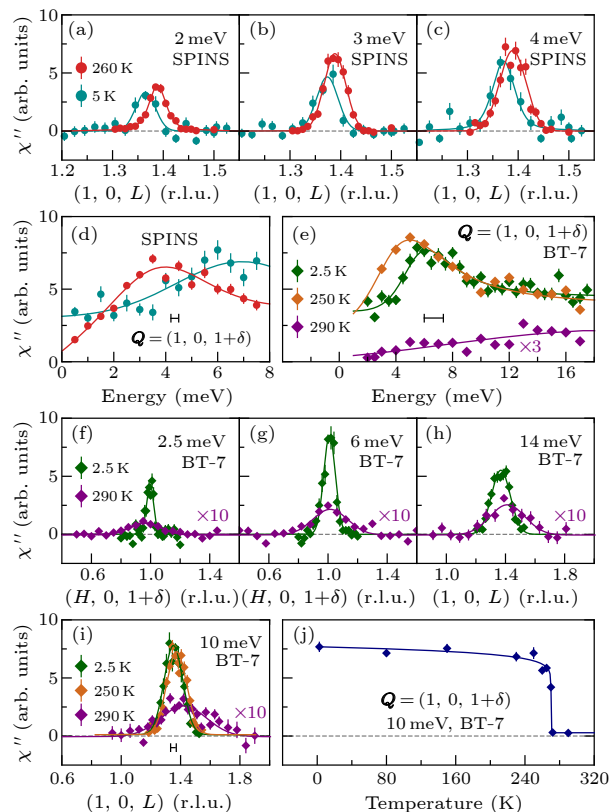 (a) 2 meV SPINS
260 K
5 K
(b) 3 meV SPINS
(c) 4 meV SPINS
10
5
0
χ″ (arb. units)
1.2 1.3 1.4 1.5
1.3 1.4 1.5
1.3 1.4 1.5
(1, 0, L) (r.l.u.)
(1, 0, L) (r.l.u.)
(1, 0, L) (r.l.u.)
(d) SPINS
Q = (1, 0, 1+δ)
(e) Q = (1, 0, 1+δ)
BT-7
2.5 K
250 K
290 K
×3
10
5
0
χ″ (arb. units)
0 2 4 6 8
0 4 8 12 16
Energy (meV)
Energy (meV)
(f) 2.5 meV
BT-7
2.5 K
290 K
×10
(g) 6 meV
BT-7
×10
(h) 14 meV
BT-7
×10
10
5
0
χ″ (arb. units)
0.6 1.0 1.4
0.6 1.0 1.4
1.0 1.4 1.8
(H, 0, 1+δ) (r.l.u.)
(H, 0, 1+δ) (r.l.u.)
(1, 0, L) (r.l.u.)
(i) 10 meV
BT-7
2.5 K
250 K
290 K
×10
(j)
Q = (1, 0, 1+δ)
10 meV, BT-7
10
5
0
χ″ (arb. units)
0.6 1.0 1.4 1.8
0 80 160 240 320
(1, 0, L) (r.l.u.)
Temperature (K)